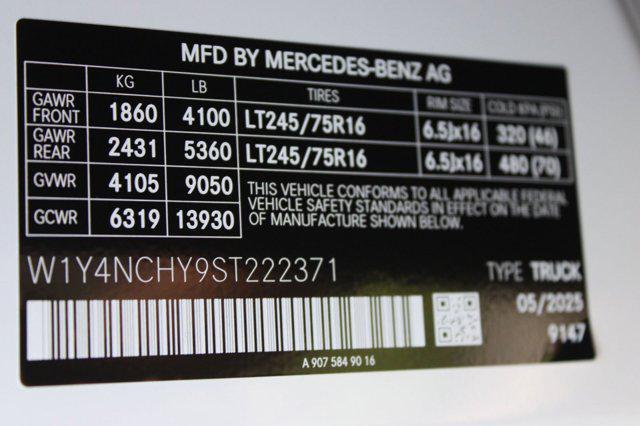 MFD BY MERCEDES-BENZ AG
KG LB TIRES RIM SIZE COLD KPA (PSI)
GAWR FRONT 1860 4100 LT245/75R16 6.5Jx16 320 (46)
GAWR REAR 2431 5360 LT245/75R16 6.5Jx16 480 (70)
GVWR 4105 9050
GCWR 6319 13930
THIS VEHICLE CONFORMS TO ALL APPLICABLE FEDERAL
VEHICLE SAFETY STANDARDS IN EFFECT ON THE DATE
OF MANUFACTURE SHOWN BELOW.
W1Y4NCHY9ST222371 TYPE TRUCK
05/2025
9147
A 907 584 90 16